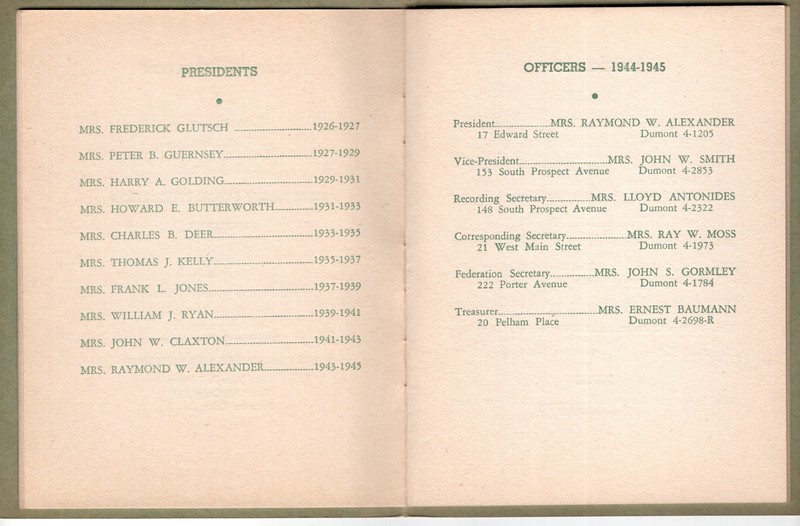 PRESIDENTS
MRS. FREDERICK GLUTSCH ........................1926-1927
MRS. PETER B. GUERNSEY........................1927-1929
MRS. HARRY A. GOLDING........................1929-1931
MRS. HOWARD E. BUTTERWORTH............1931-1933
MRS. CHARLES B. DEER............................1933-1935
MRS. THOMAS J. KELLY............................1935-1937
MRS. FRANK L. JONES............................1937-1939
MRS. WILLIAM J. RYAN............................1939-1941
MRS. JOHN W. CLAXTON........................1941-1943
MRS. RAYMOND W. ALEXANDER...............1943-1945
OFFICERS — 1944-1945
President...............MRS. RAYMOND W. ALEXANDER
17 Edward Street Dumont 4-1205
Vice-President........................MRS. JOHN W. SMITH
153 South Prospect Avenue Dumont 4-2853
Recording Secretary............MRS. LLOYD ANTONIDES
148 South Prospect Avenue Dumont 4-2322
Corresponding Secretary................MRS. RAY W. MOSS
21 West Main Street Dumont 4-1973
Federation Secretary............MRS. JOHN S. GORMLEY
222 Porter Avenue Dumont 4-1784
Treasurer...........................MRS. ERNEST BAUMANN
20 Pelham Place Dumont 4-2698-R